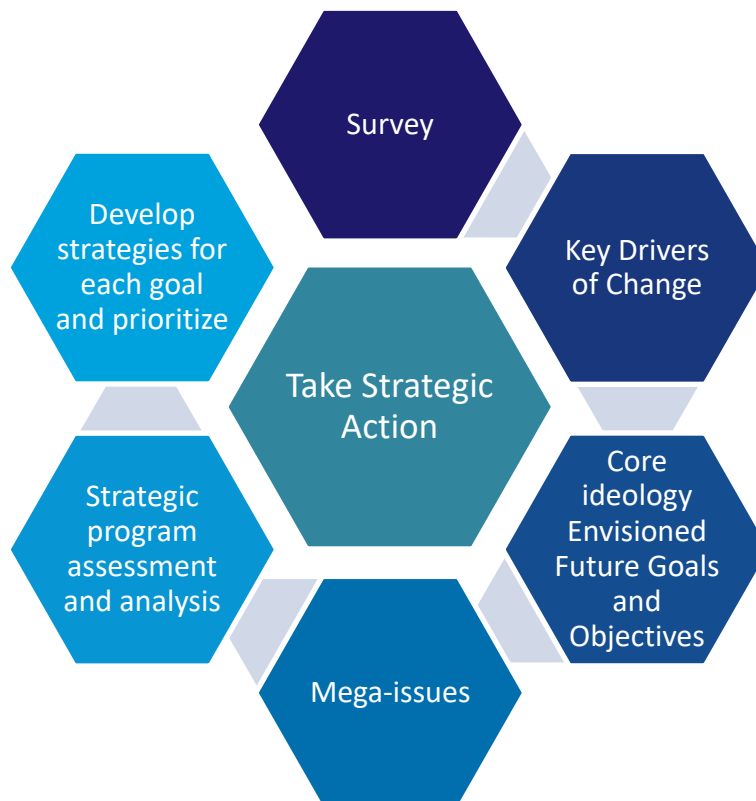 Survey
Key Drivers
of Change
Core
ideology
Envisioned
Future Goals
and
Objectives
Mega-issues
Strategic
program
assessment
and analysis
Develop
strategies for
each goal
and prioritize
Take Strategic
Action